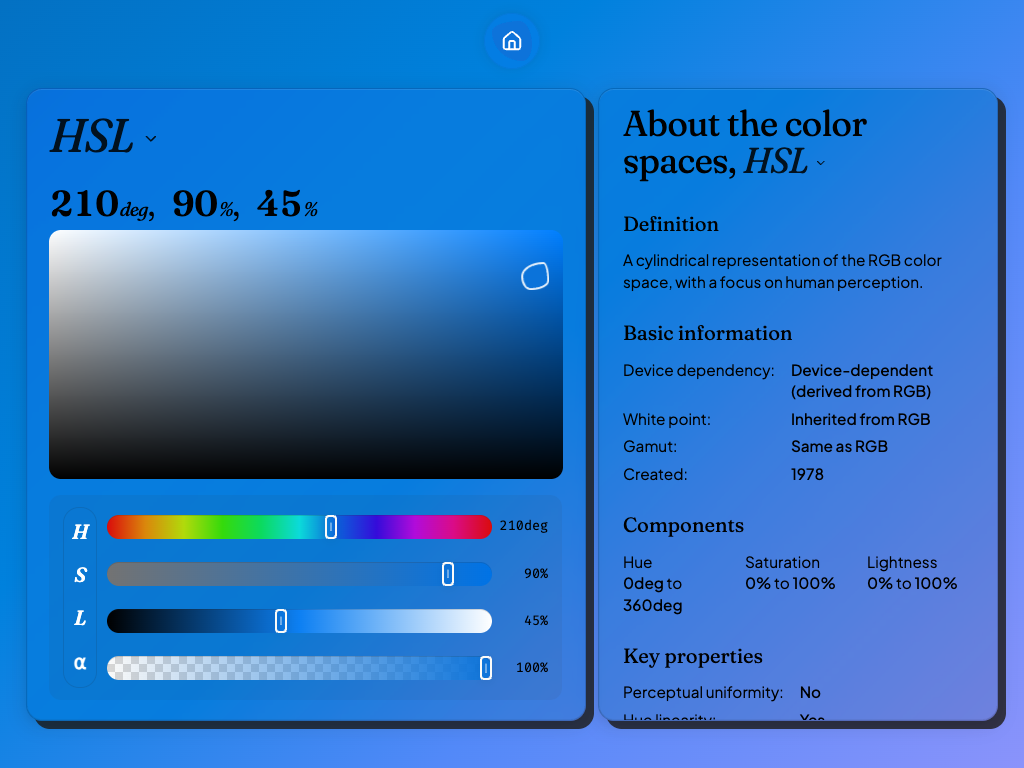 HSL
210deg, 90%, 45%
H 210deg
S 90%
L 45%
α 100%
About the color
spaces, HSL
Definition
A cylindrical representation of the RGB color
space, with a focus on human perception.
Basic information
Device dependency: Device-dependent
(derived from RGB)
White point: Inherited from RGB
Gamut: Same as RGB
Created: 1978
Components
Hue Saturation Lightness
0deg to 0% to 100% 0% to 100%
360deg
Key properties
Perceptual uniformity: No
Hue linearity: Yes